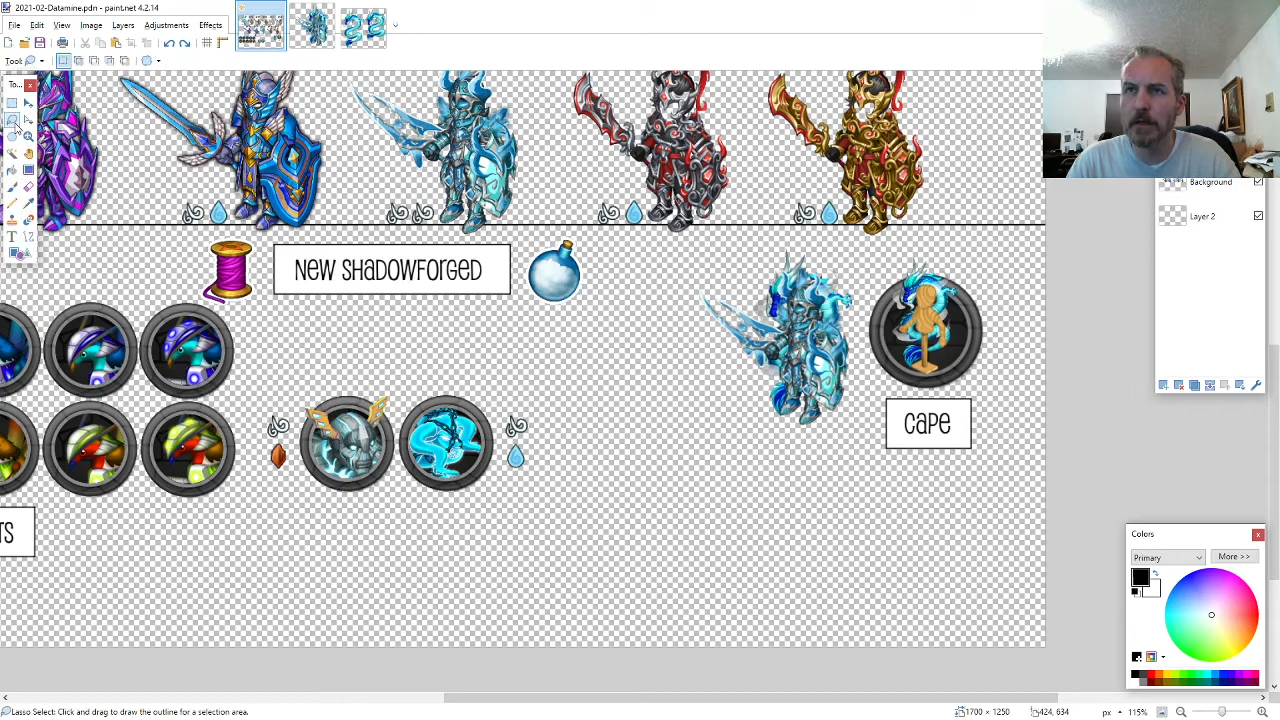 2021-02-Datamine.pdn - paint.net 4.2.14
File Edit View Image Layers Adjustments Effects
Tool:
To...
Background
Layer 2
New Shadowforged
Cape
TS
Colors
Primary
More >>
Lasso Select: Click and drag to draw the outline for a selection area.
1700 × 1250
424, 634
px
115%